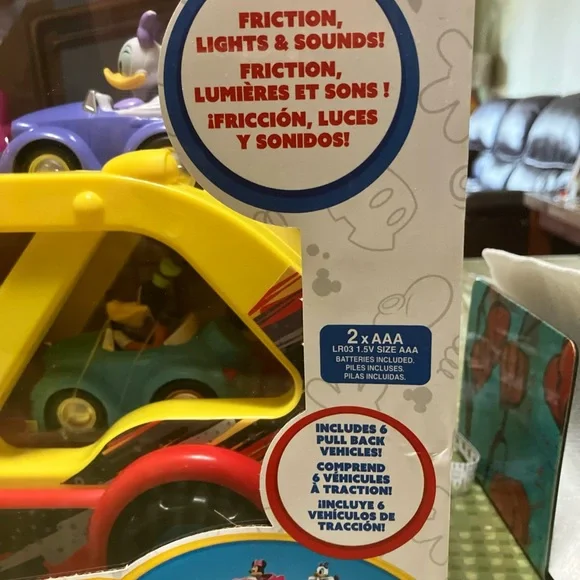 FRICTION,
LIGHTS & SOUNDS!
FRICTION,
LUMIÈRES ET SONS !
¡FRICCIÓN, LUCES
Y SONIDOS!
2 x AAA
LR03 1.5V SIZE AAA
BATTERIES INCLUDED.
PILES INCLUSES.
PILAS INCLUIDAS.
INCLUDES 6
PULL BACK
VEHICLES!
COMPREND
6 VÉHICULES
À TRACTION!
¡INCLUYE 6
VEHÍCULOS DE
TRACCIÓN!